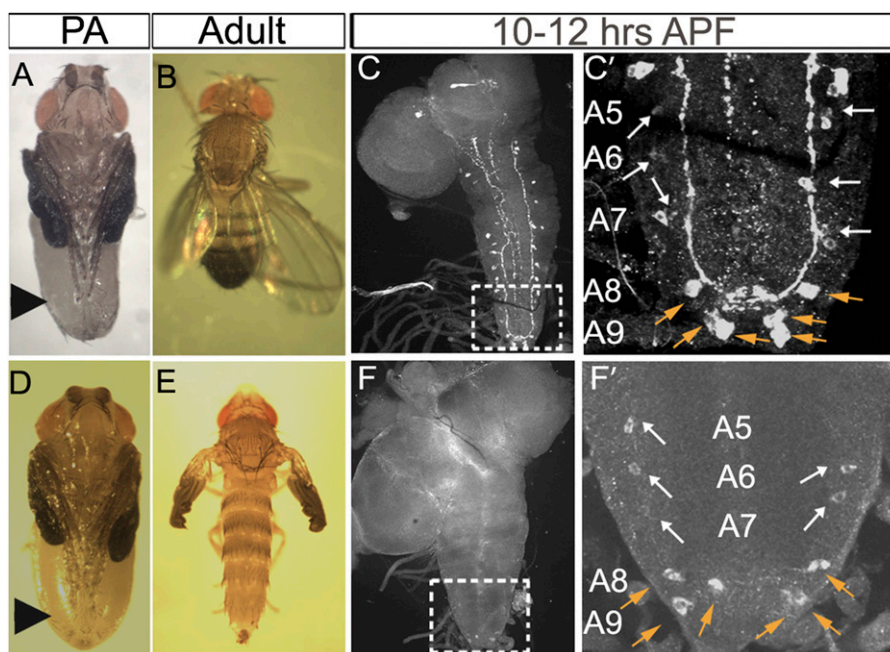 PA Adult 10-12 hrs APF
A B C C'
A5
A6
A7
A8
A9
D E F F'
A5
A6
A7
A8
A9